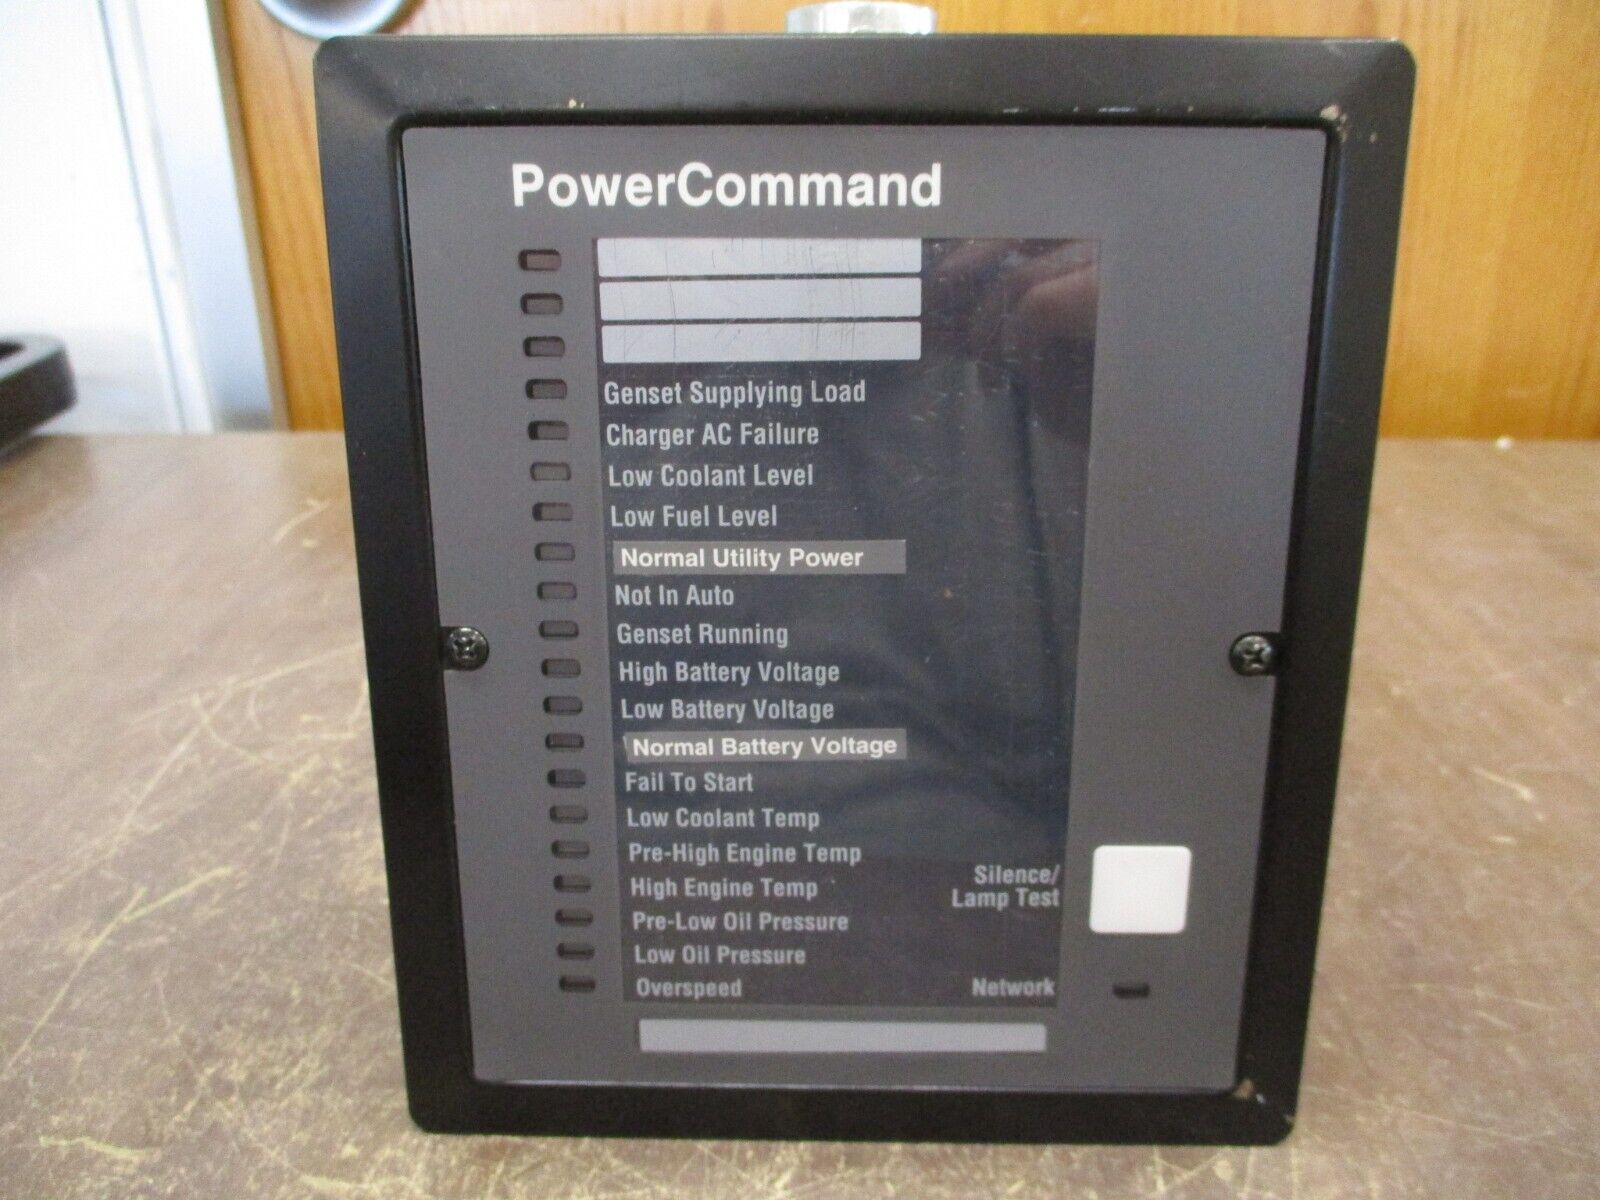 PowerCommand
Genset Supplying Load
Charger AC Failure
Low Coolant Level
Low Fuel Level
Normal Utility Power
Not In Auto
Genset Running
High Battery Voltage
Low Battery Voltage
Normal Battery Voltage
Fail To Start
Low Coolant Temp
Pre-High Engine Temp
High Engine Temp
Pre-Low Oil Pressure
Low Oil Pressure
Overspeed
Silence/
Lamp Test
Network